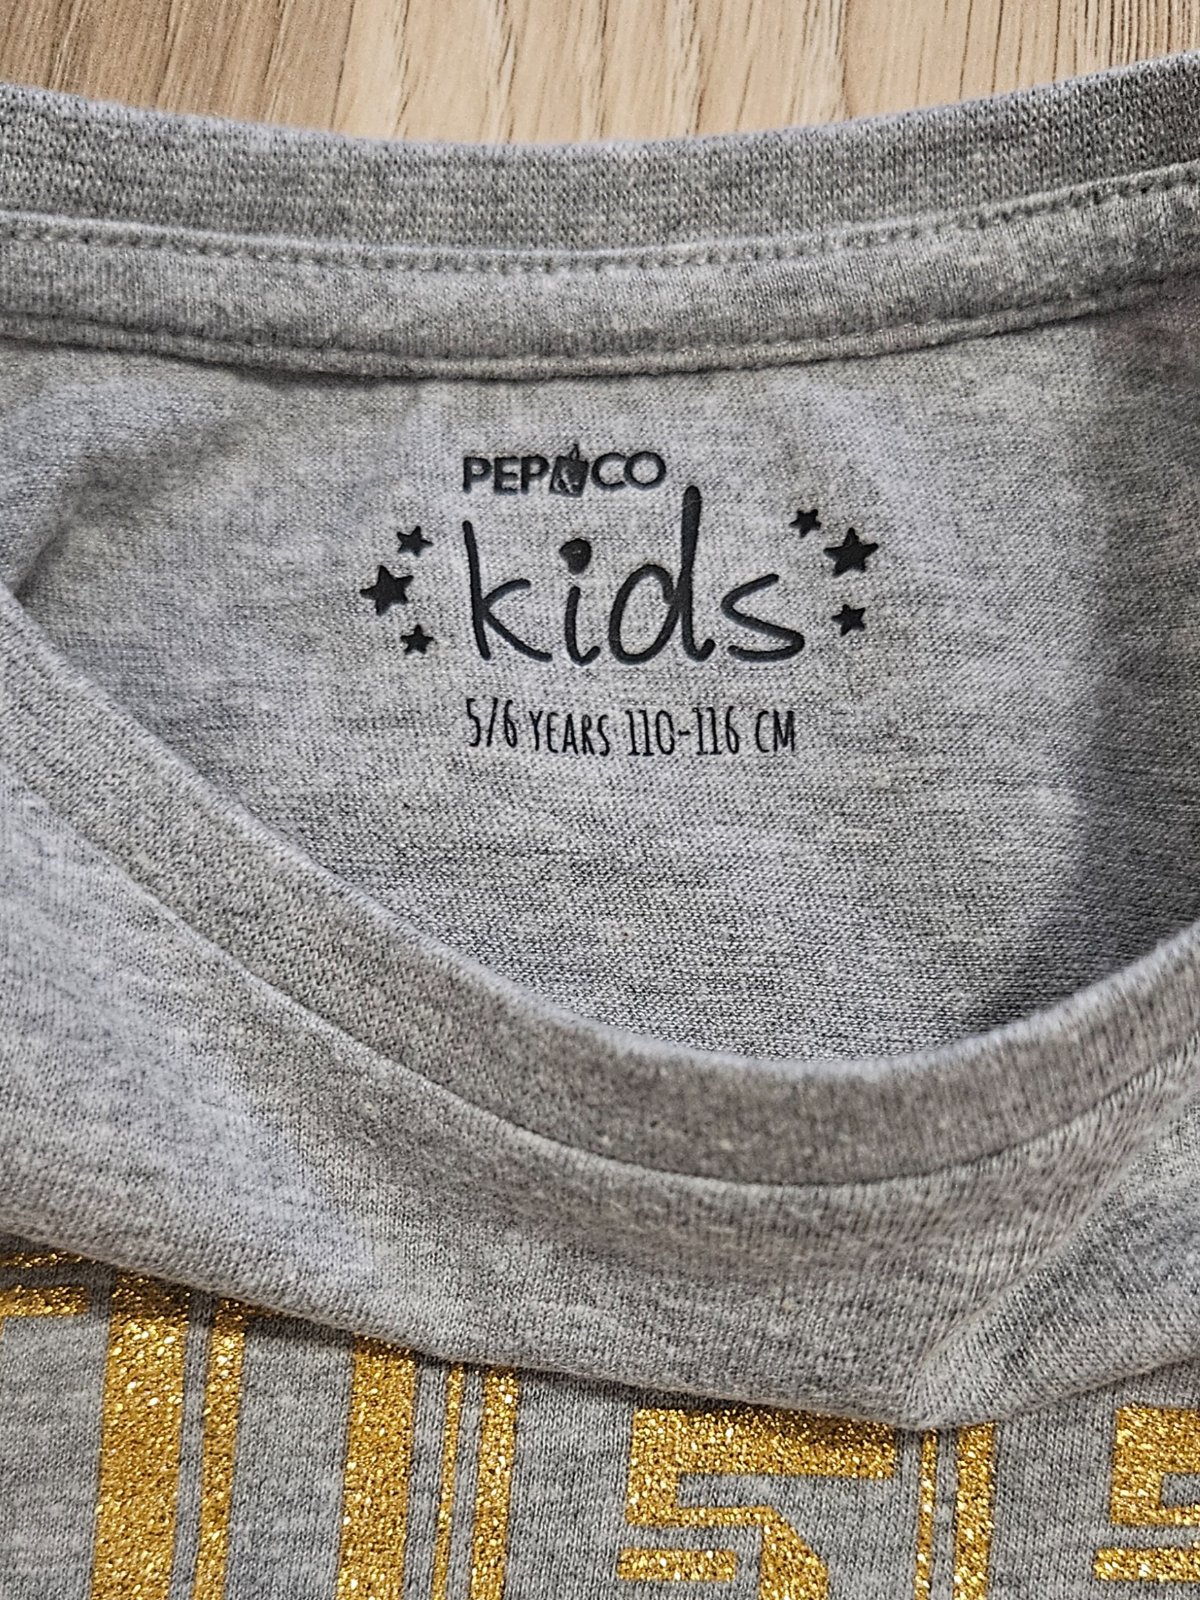 PEPCO
kids
5/6 YEARS 110-116 CM